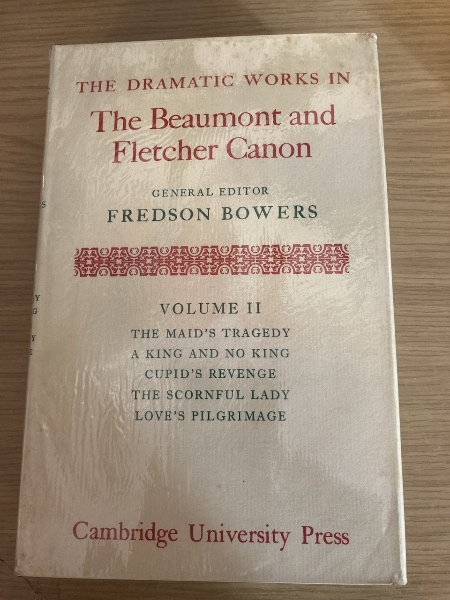 THE DRAMATIC WORKS IN
The Beaumont and
Fletcher Canon
GENERAL EDITOR
FREDSON BOWERS
VOLUME II
THE MAID'S TRAGEDY
A KING AND NO KING
CUPID'S REVENGE
THE SCORNFUL LADY
LOVE'S PILGRIMAGE
Cambridge University Press